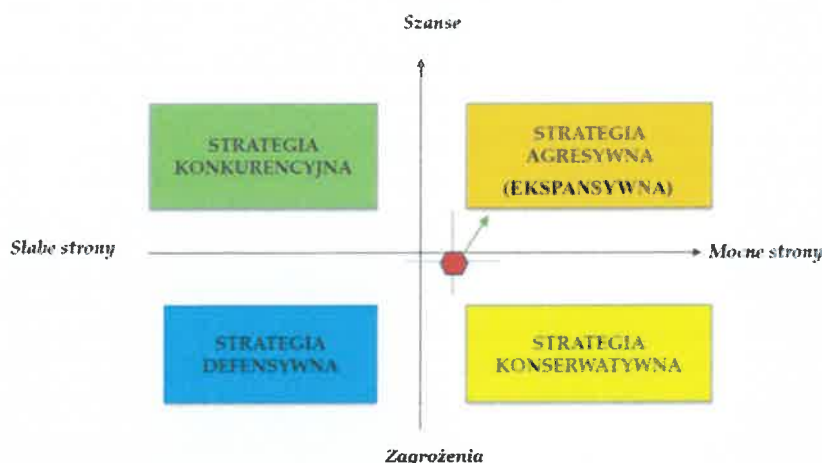 Szanse
STRATEGIA
KONKURENCYJNA
STRATEGIA
AGRESYWNA
(EKSPANSYWNA)
Słabe strony
Mocne strony
STRATEGIA
DEFENSYWNA
STRATEGIA
KONSERWATYWNA
Zagrożenia